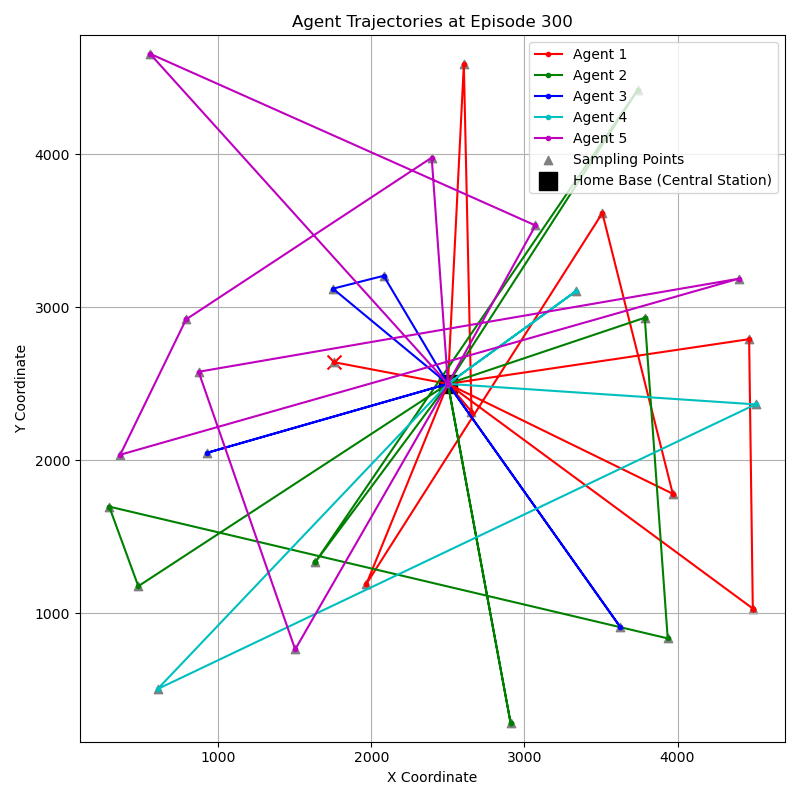 Agent Trajectories at Episode 300
Agent 1
Agent 2
Agent 3
Agent 4
Agent 5
Sampling Points
Home Base (Central Station)
Y Coordinate
4000
3000
2000
1000
1000
2000
3000
4000
X Coordinate